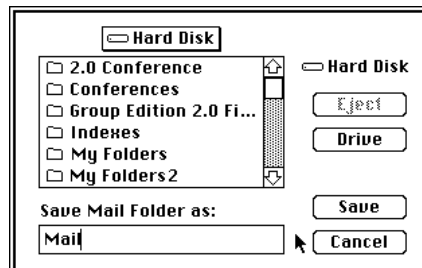 Hard Disk
2.0 Conference
Conferences
Group Edition 2.0 Fi...
Indexes
My Folders
My Folders2
Hard Disk
Eject
Drive
Save Mail Folder as:
Mail
Save
Cancel